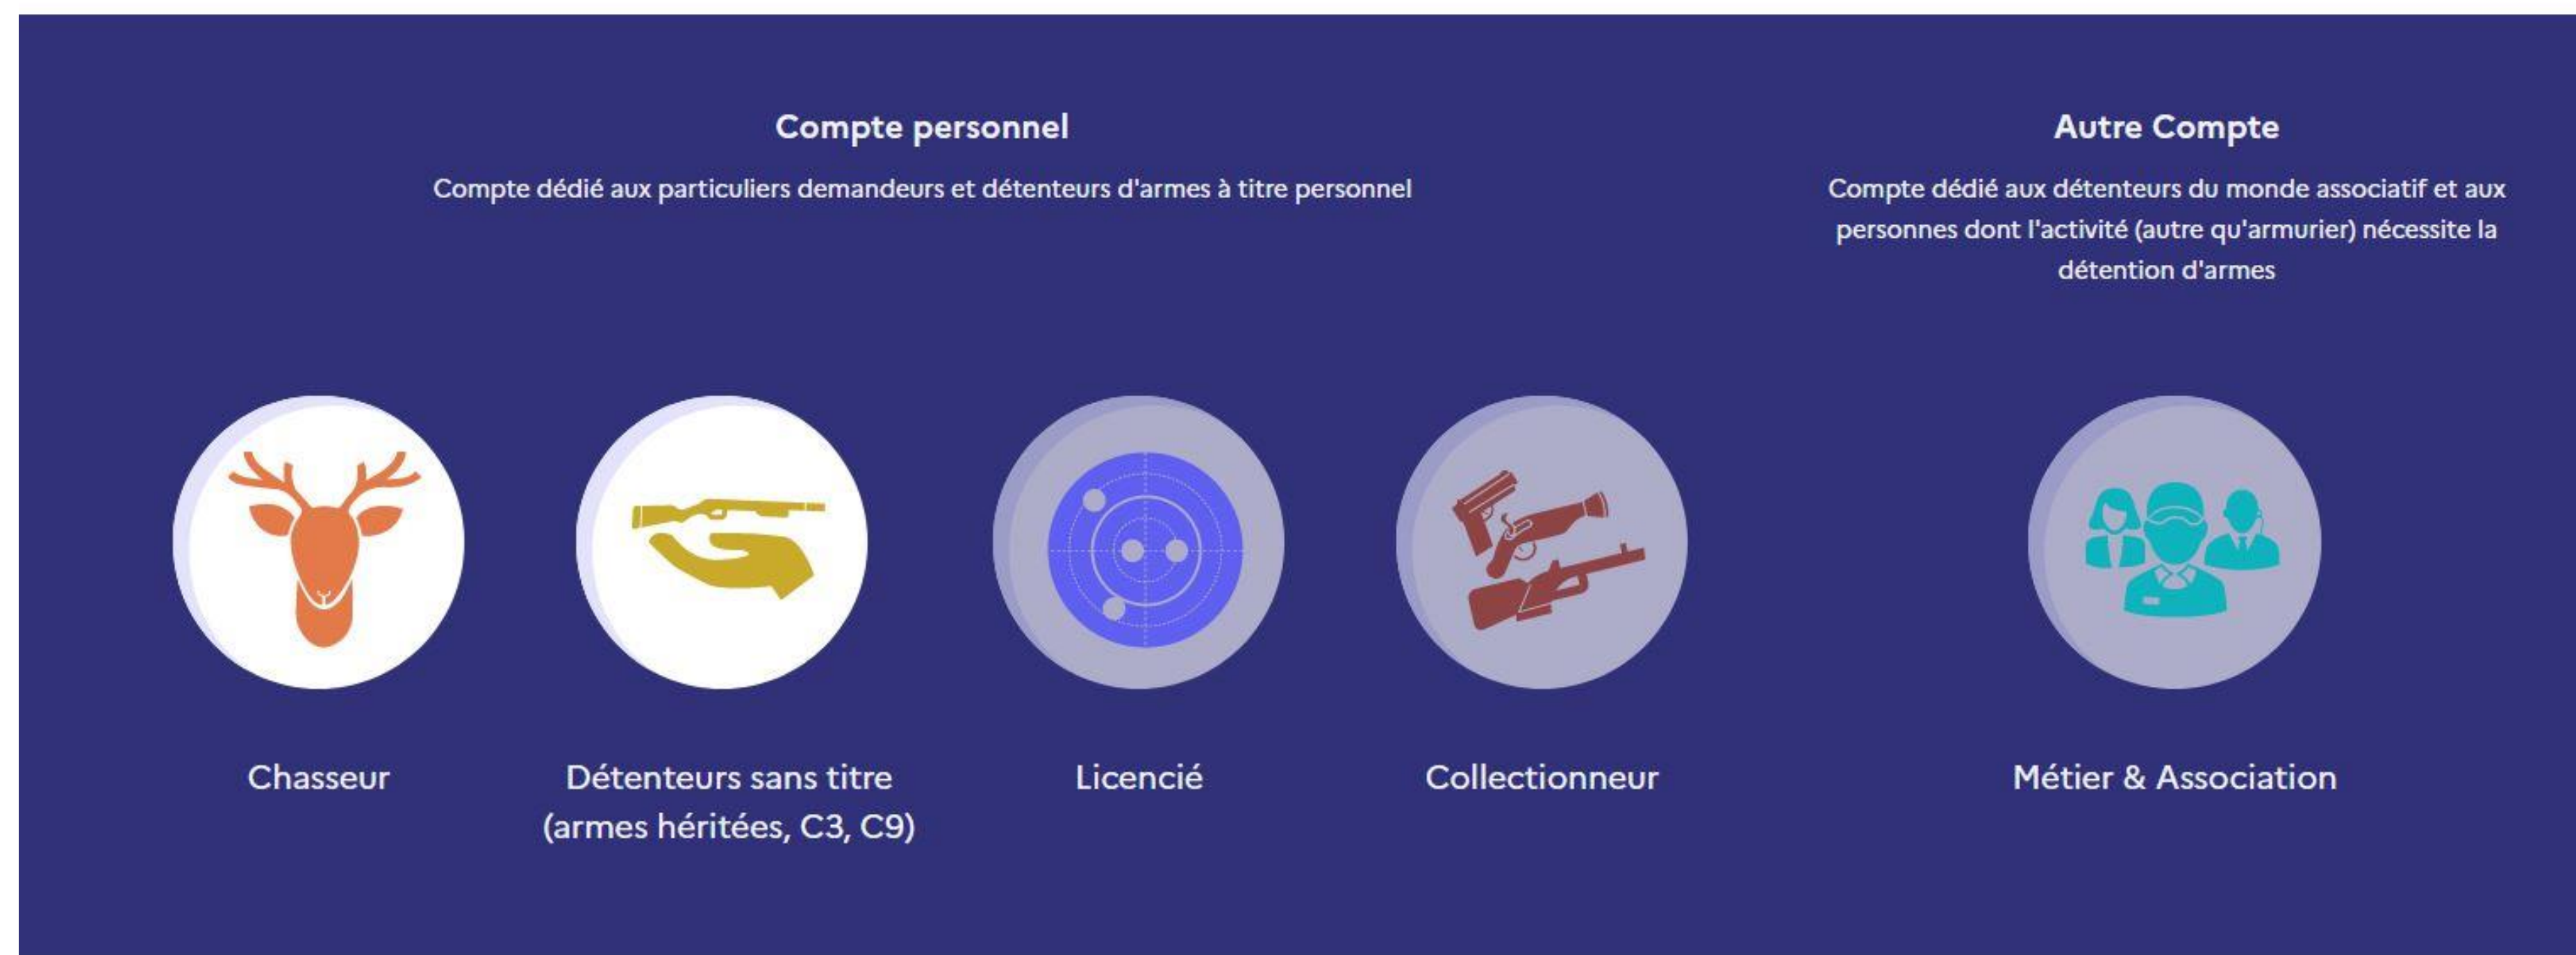 Compte personnel
Compte dédié aux particuliers demandeurs et détenteurs d'armes à titre personnel
Autre Compte
Compte dédié aux détenteurs du monde associatif et aux
personnes dont l'activité (autre qu'armurier) nécessite la
détention d'armes
Chasseur
Détenteurs sans titre
(armes héritées, C3, C9)
Licencié
Collectionneur
Métier & Association